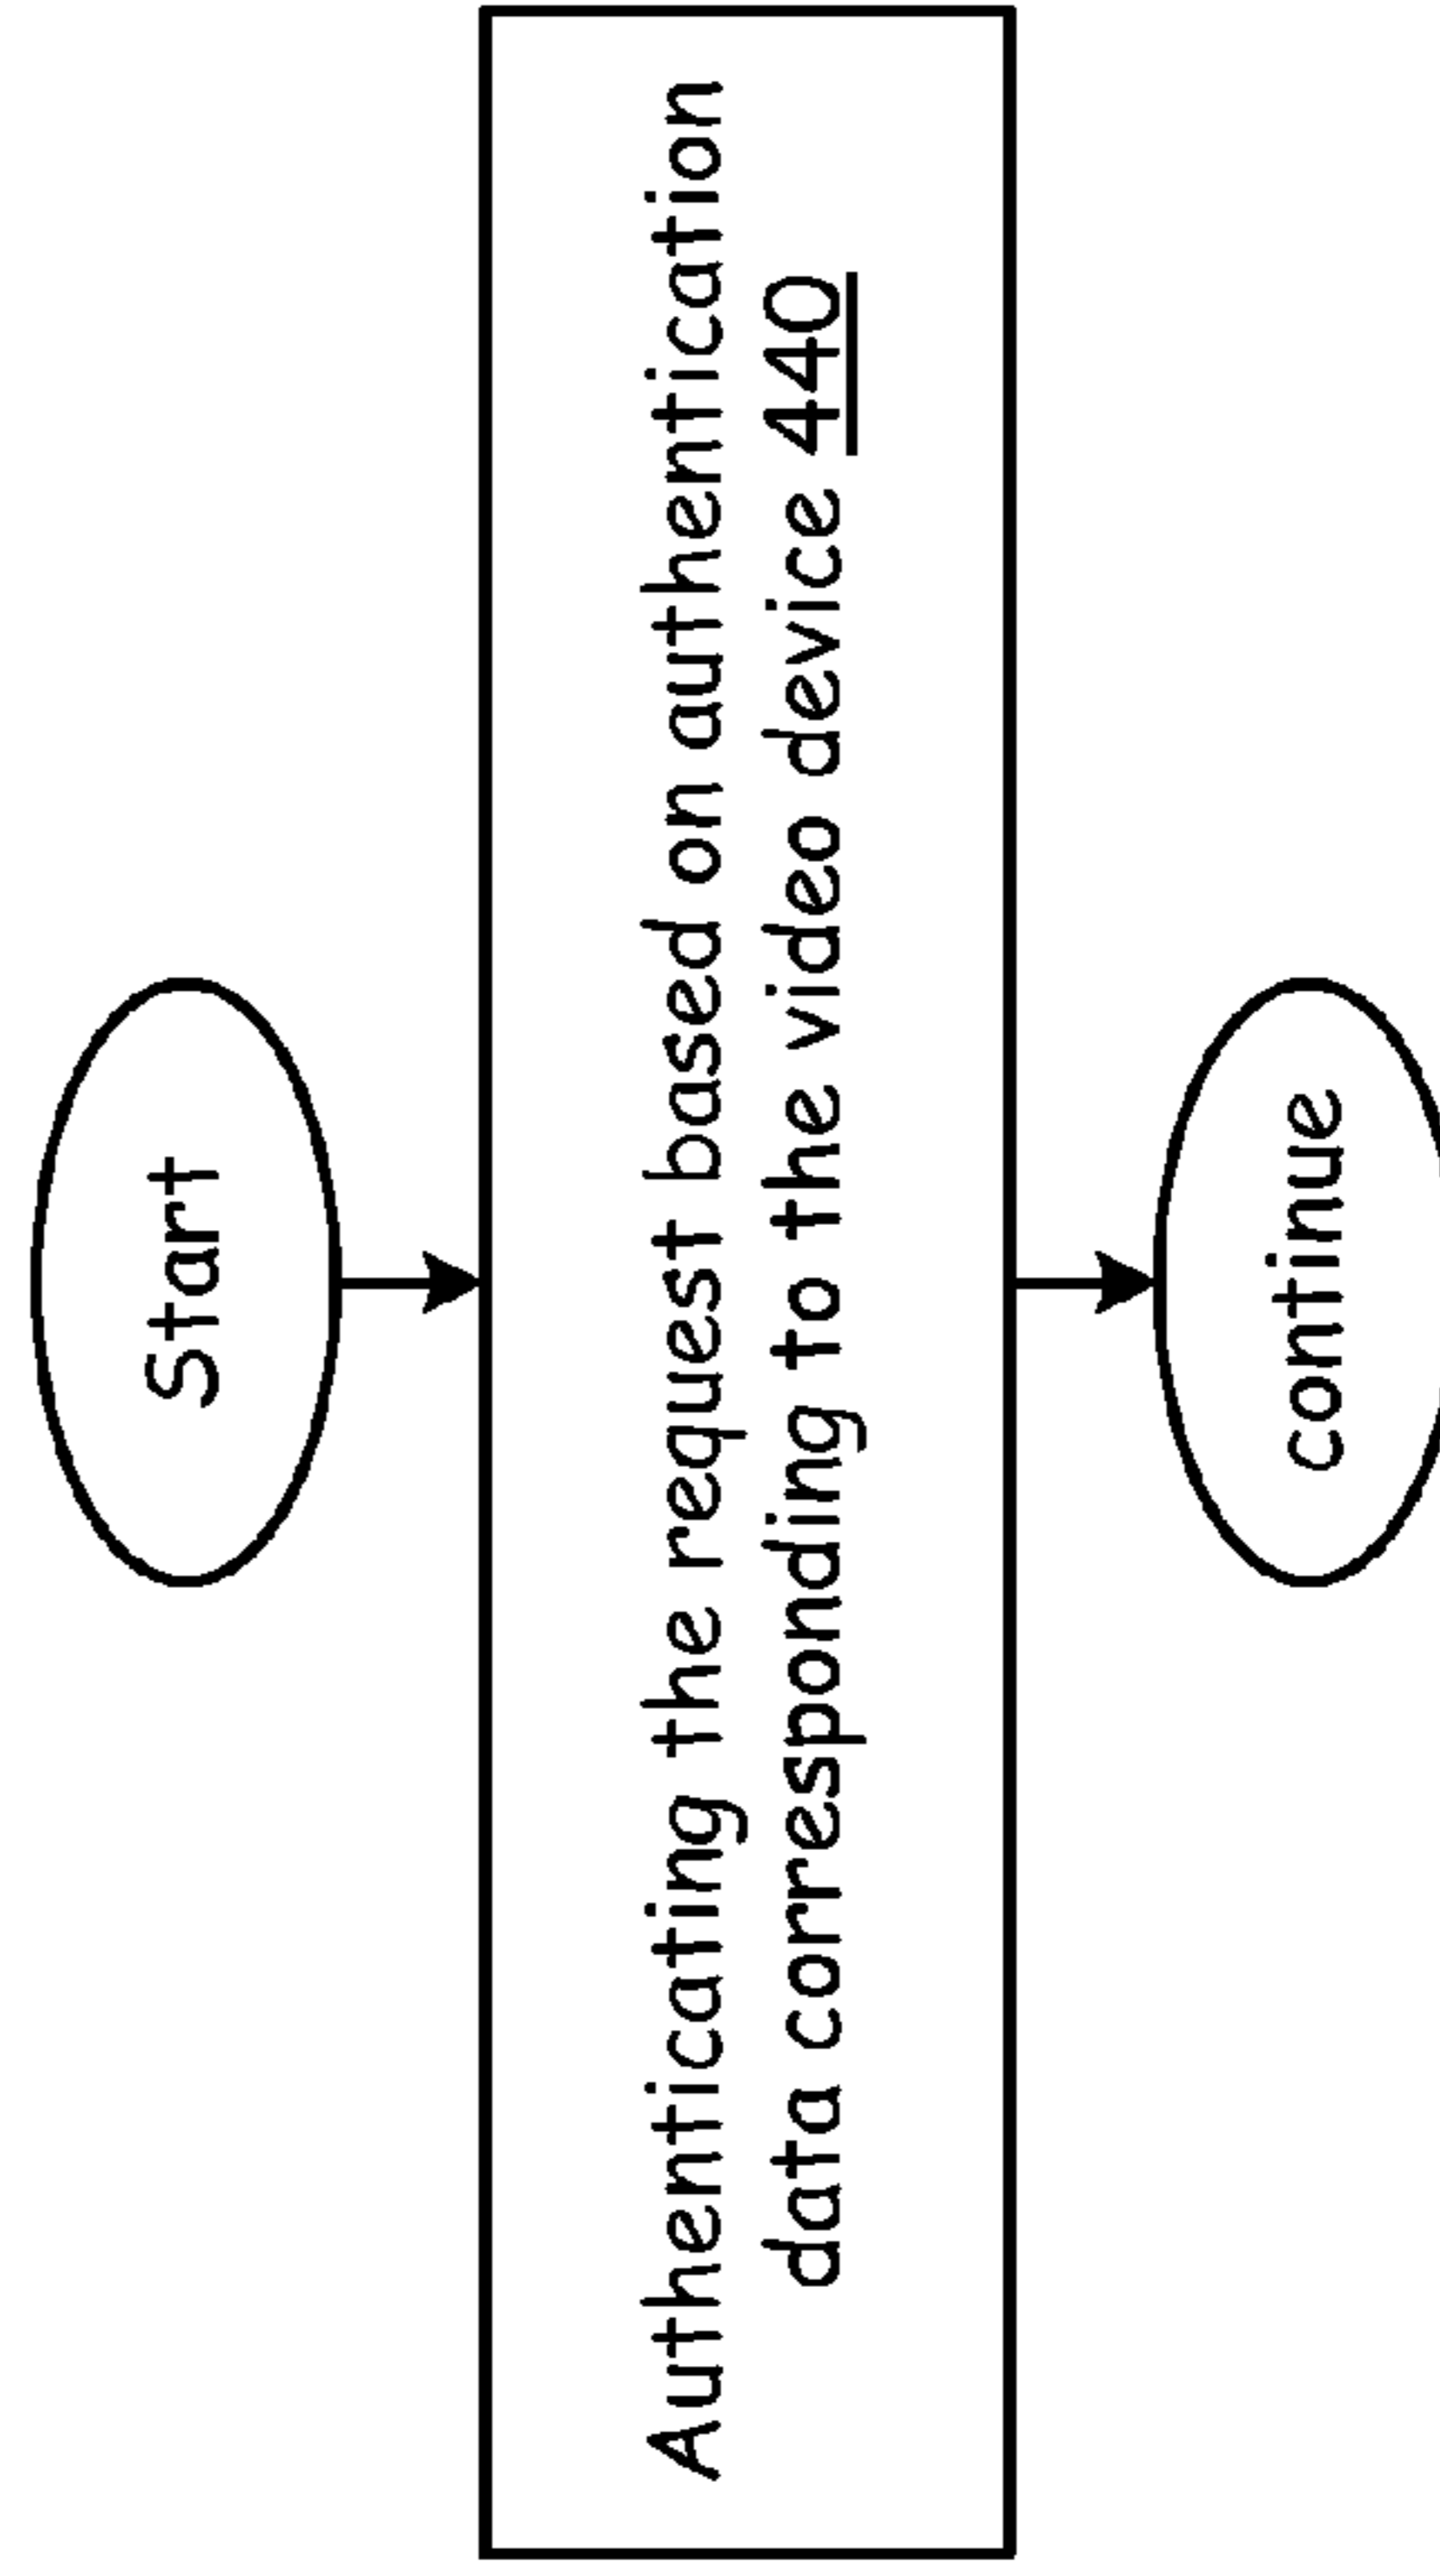 Start
Authenticating the request based on authentication
data corresponding to the video device 440
continue